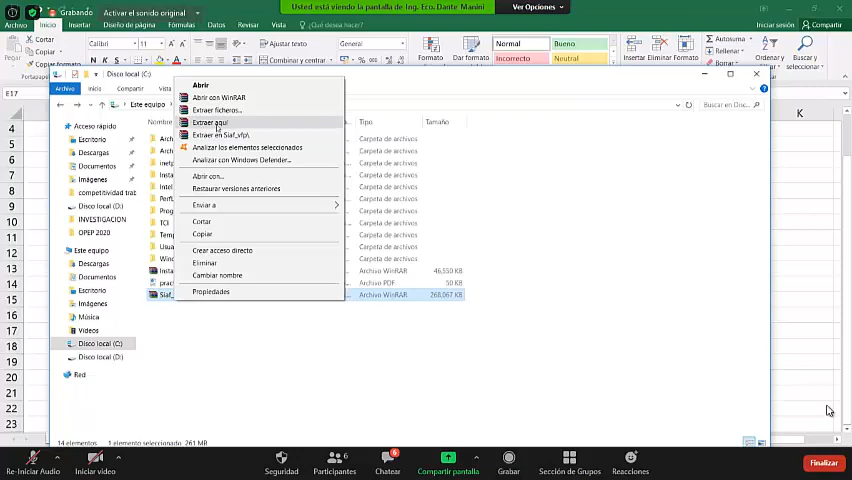 Grabando
Activar el sonido original
Usted está viendo la pantalla de Ing. Eco. Dante Manini
Ver Opciones
Archivo
Inicio
Insertar
Diseño de página
Fórmulas
Datos
Revisar
Vista
¿Qué desea hacer?
Iniciar sesión
Compartir
Cortar
Copiar
Copiar formato
Portapapeles
Calibri
11
Ajustar texto
General
Formato
Dar formato
Normal
Bueno
Incorrecto
Neutral
Insertar
Eliminar
Formato
Autosuma
Rellenar
Borrar
Ordenar y
Buscar y
seleccionar
E17
K
4
5
6
7
8
9
10
11
12
13
14
15
16
17
18
19
20
21
22
23
Disco local (C:)
Archivo
Inicio
Compartir
Este equipo
Buscar en Disco...
Acceso rápido
Escritorio
Descargas
Documentos
Imágenes
competitividad trab
Disco local (D:)
INVESTIGACION
OPEP 2020
Este equipo
Descargas
Documentos
Escritorio
Imágenes
Música
Videos
Disco local (C:)
Disco local (D:)
Red
Tipo
Tamaño
Carpeta de archivos
Carpeta de archivos
Carpeta de archivos
Carpeta de archivos
Carpeta de archivos
Carpeta de archivos
Carpeta de archivos
Carpeta de archivos
Carpeta de archivos
Carpeta de archivos
Carpeta de archivos
Archivo WinRAR
46,550 KB
Archivo PDF
50 KB
Archivo WinRAR
268,067 KB
Abrir
Abrir con WinRAR
Extraer ficheros...
Extraer aquí
Extraer en Siaf_vfp\
Analizar los elementos seleccionados
Analizar con Windows Defender...
Abrir con...
Restaurar versiones anteriores
Enviar a
Cortar
Copiar
Crear acceso directo
Eliminar
Cambiar nombre
Propiedades
14 elementos
1 elemento seleccionado 261 MB
Re-Iniciar Audio
Iniciar video
Seguridad
6
Participantes
6
Chatear
Compartir pantalla
Grabar
Sección de Grupos
Reacciones
Finalizar